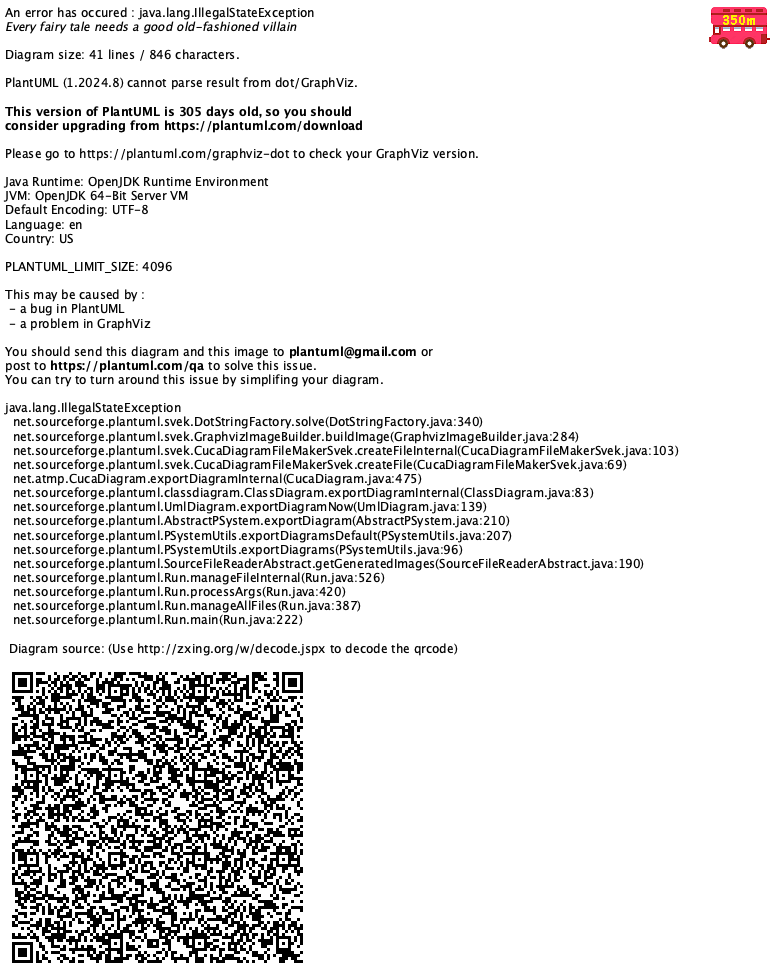 An error has occured : java.lang.IllegalStateException
350m
Every fairy tale needs a good old-fashioned villain
Diagram size: 41 lines / 846 characters.
PlantUML (1.2024.8) cannot parse result from dot/GraphViz.
This version of PlantUML is 305 days old, so you should
consider upgrading from https://plantuml.com/download
Please go to https://plantuml.com/graphviz-dot to check your GraphViz version.
Java Runtime: OpenJDK Runtime Environment
JVM: OpenJDK 64-Bit Server VM
Default Encoding: UTF-8
Language: en
Country: US
PLANTUML_LIMIT_SIZE: 4096
This may be caused by :
- a bug in PlantUML
- a problem in GraphViz
You should send this diagram and this image to plantuml@gmail.com or
post to https://plantuml.com/qa to solve this issue.
You can try to turn around this issue by simplifing your diagram.
java.lang.IllegalStateException
net.sourceforge.plantuml.svek.DotStringFactory.solve(DotStringFactory.java:340)
net.sourceforge.plantuml.svek.GraphvizImageBuilder.buildImage(GraphvizImageBuilder.java:284)
net.sourceforge.plantuml.svek.CucaDiagramFileMakerSvek.createFileInternal(CucaDiagramFileMakerSvek.java:103)
net.sourceforge.plantuml.svek.CucaDiagramFileMakerSvek.createFile(CucaDiagramFileMakerSvek.java:69)
net.atmp.CucaDiagram.exportDiagramInternal(CucaDiagram.java:475)
net.sourceforge.plantuml.classdiagram.ClassDiagram.exportDiagramInternal(ClassDiagram.java:83)
net.sourceforge.plantuml.UmlDiagram.exportDiagramNow(UmlDiagram.java:139)
net.sourceforge.plantuml.AbstractPSystem.exportDiagram(AbstractPSystem.java:210)
net.sourceforge.plantuml.PSystemUtils.exportDiagramsDefault(PSystemUtils.java:207)
net.sourceforge.plantuml.PSystemUtils.exportDiagrams(PSystemUtils.java:96)
net.sourceforge.plantuml.SourceFileReaderAbstract.getGeneratedImages(SourceFileReaderAbstract.java:190)
net.sourceforge.plantuml.Run.manageFileInternal(Run.java:526)
net.sourceforge.plantuml.Run.processArgs(Run.java:420)
net.sourceforge.plantuml.Run.manageAllFiles(Run.java:387)
net.sourceforge.plantuml.Run.main(Run.java:222)
Diagram source: (Use http://zxing.org/w/decode.jspx to decode the qrcode)